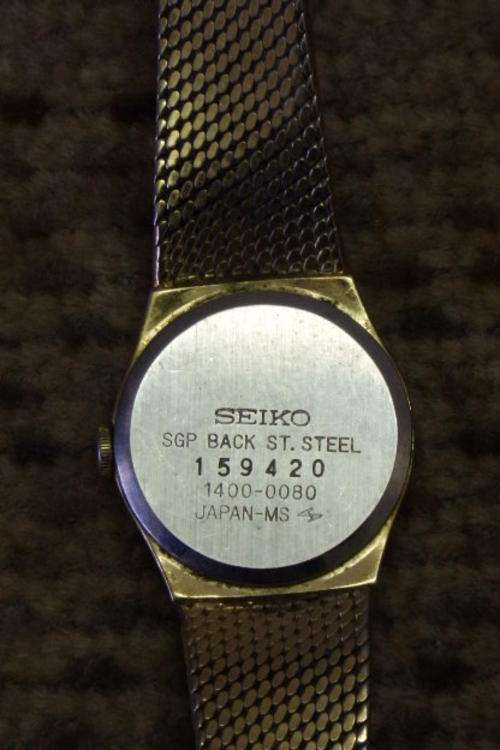 SEIKO
SGP BACK ST. STEEL
159420
1400-0080
JAPAN-MS